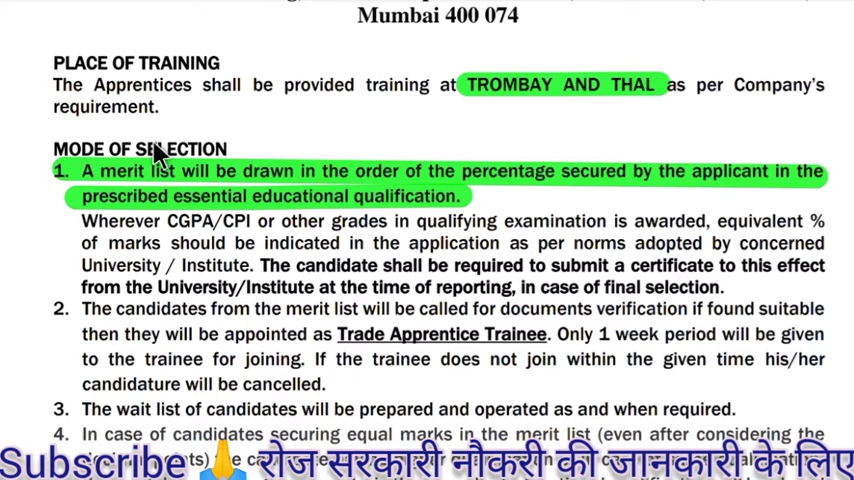 Mumbai 400 074
PLACE OF TRAINING
The Apprentices shall be provided training at TROMBAY AND THAL as per Company's
requirement.
MODE OF SELECTION
1. A merit list will be drawn in the order of the percentage secured by the applicant in the
prescribed essential educational qualification.
Wherever CGPA/CPI or other grades in qualifying examination is awarded, equivalent %
of marks should be indicated in the application as per norms adopted by concerned
University / Institute. The candidate shall be required to submit a certificate to this effect
from the University/Institute at the time of reporting, in case of final selection.
2. The candidates from the merit list will be called for documents verification if found suitable
then they will be appointed as Trade Apprentice Trainee. Only 1 week period will be given
to the trainee for joining. If the trainee does not join within the given time his/her
candidature will be cancelled.
3. The wait list of candidates will be prepared and operated as and when required.
4. In case of candidates securing equal marks in the merit list (even after considering the
Subscribe 🙏 रोज सरकारी नौकरी की जानकारी के लिए